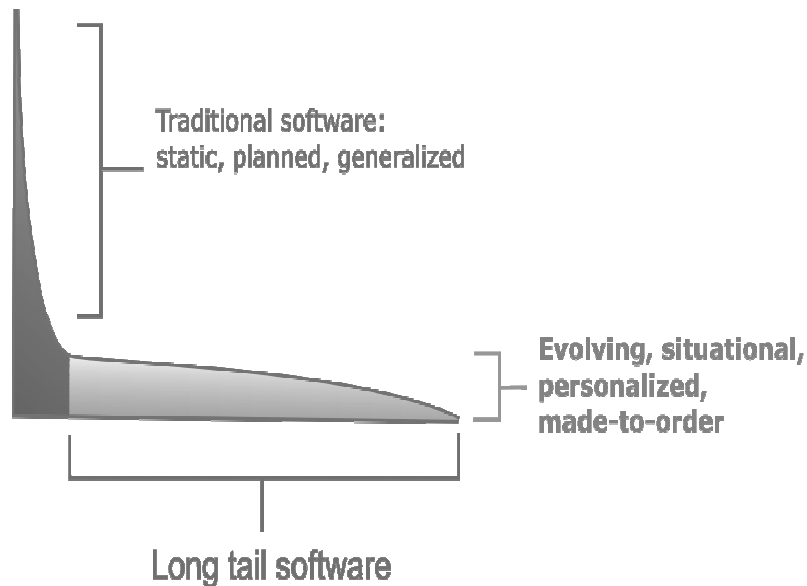 Traditional software:
static, planned, generalized
Evolving, situational,
personalized,
made-to-order
Long tail software